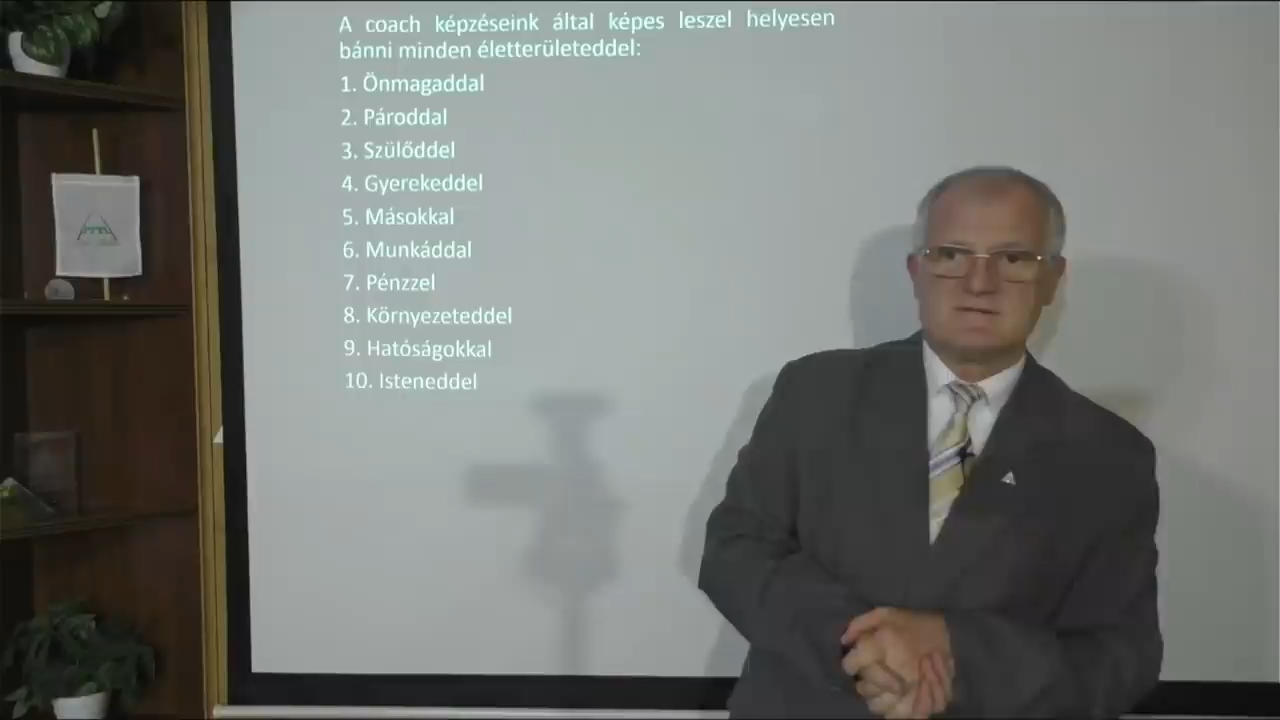 A coach képzéseink által képes leszel helyesen
bánni minden életterületeddel:
1. Önmagaddal
2. Pároddal
3. Szülőddel
4. Gyerekeddel
5. Másokkal
6. Munkáddal
7. Pénzzel
8. Környezeteddel
9. Hatóságokkal
10. Isteneddel